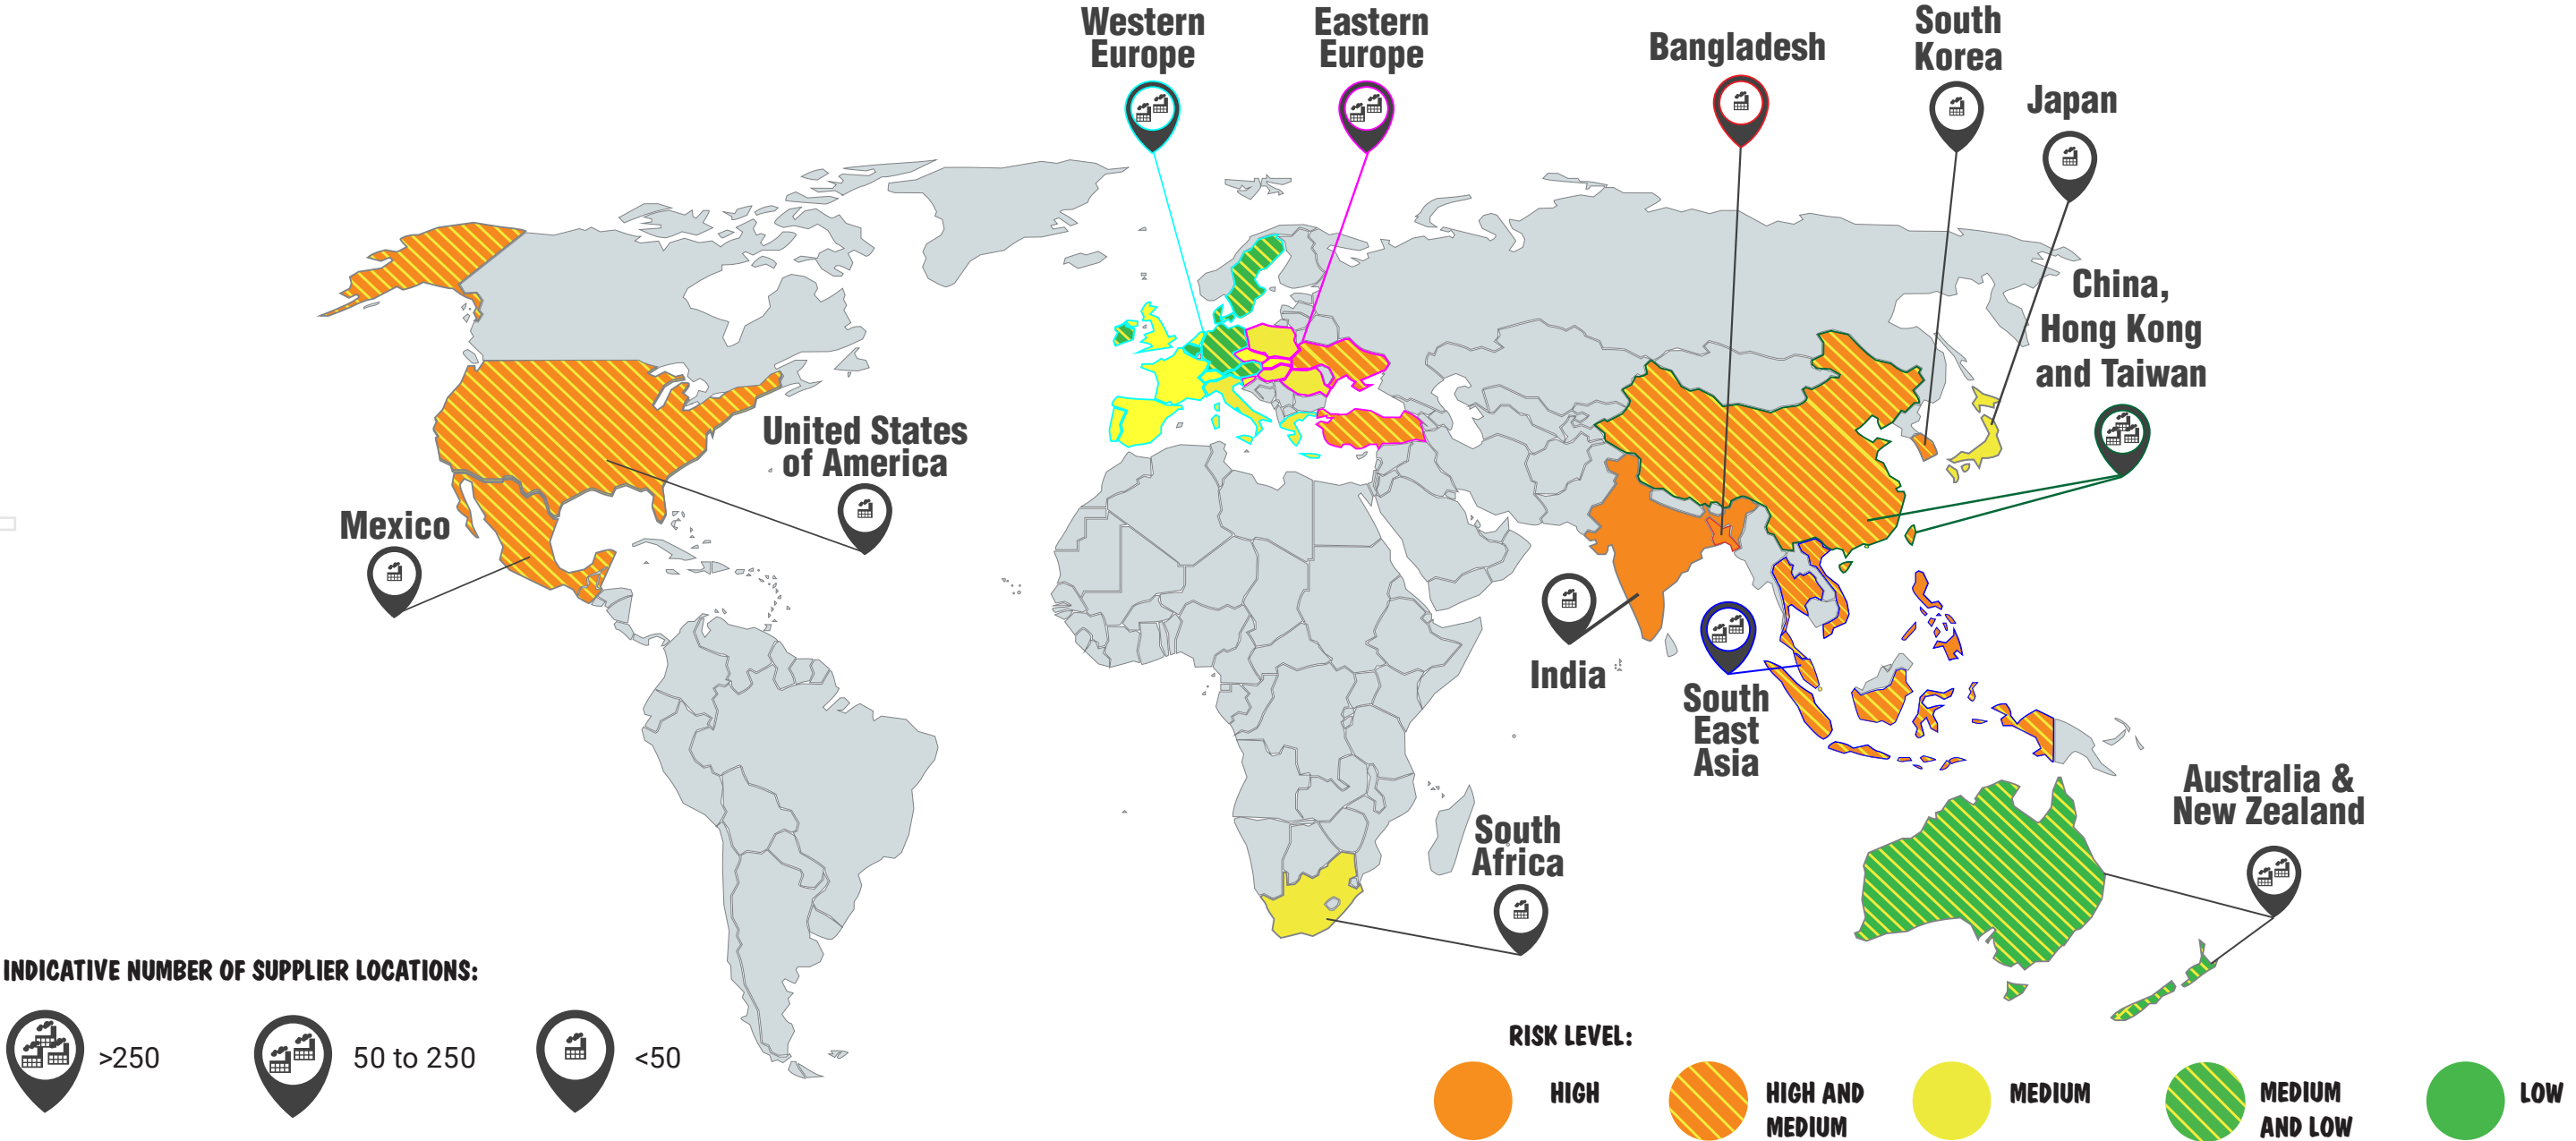 Western
Europe
Eastern
Europe
Bangladesh
South
Korea
Japan
China,
Hong Kong
and Taiwan
United States
of America
Mexico
India
South
East
Asia
South
Africa
Australia &
New Zealand
INDICATIVE NUMBER OF SUPPLIER LOCATIONS:
>250
50 to 250
<50
RISK LEVEL:
HIGH
HIGH AND
MEDIUM
MEDIUM
MEDIUM
AND LOW
LOW